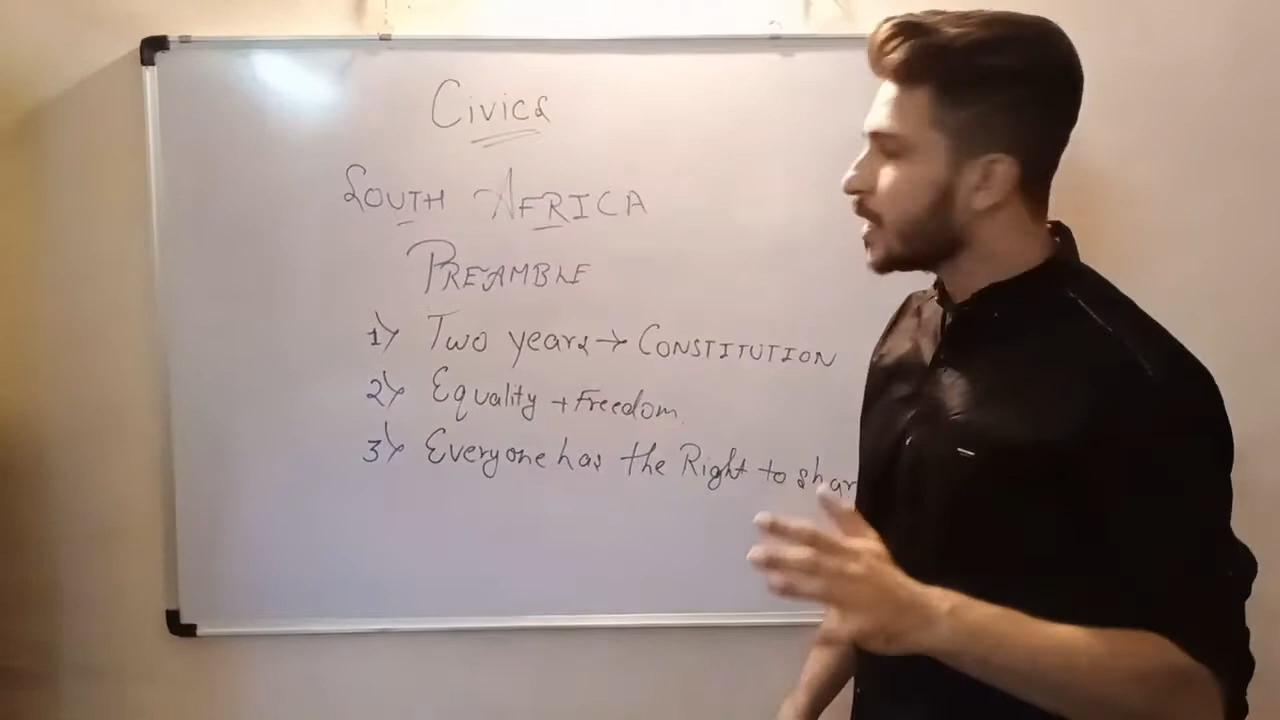 Civics
SOUTH AFRICA
PREAMBLE
1) Two years → CONSTITUTION
2) Equality + Freedom
3) Everyone has the Right to shar